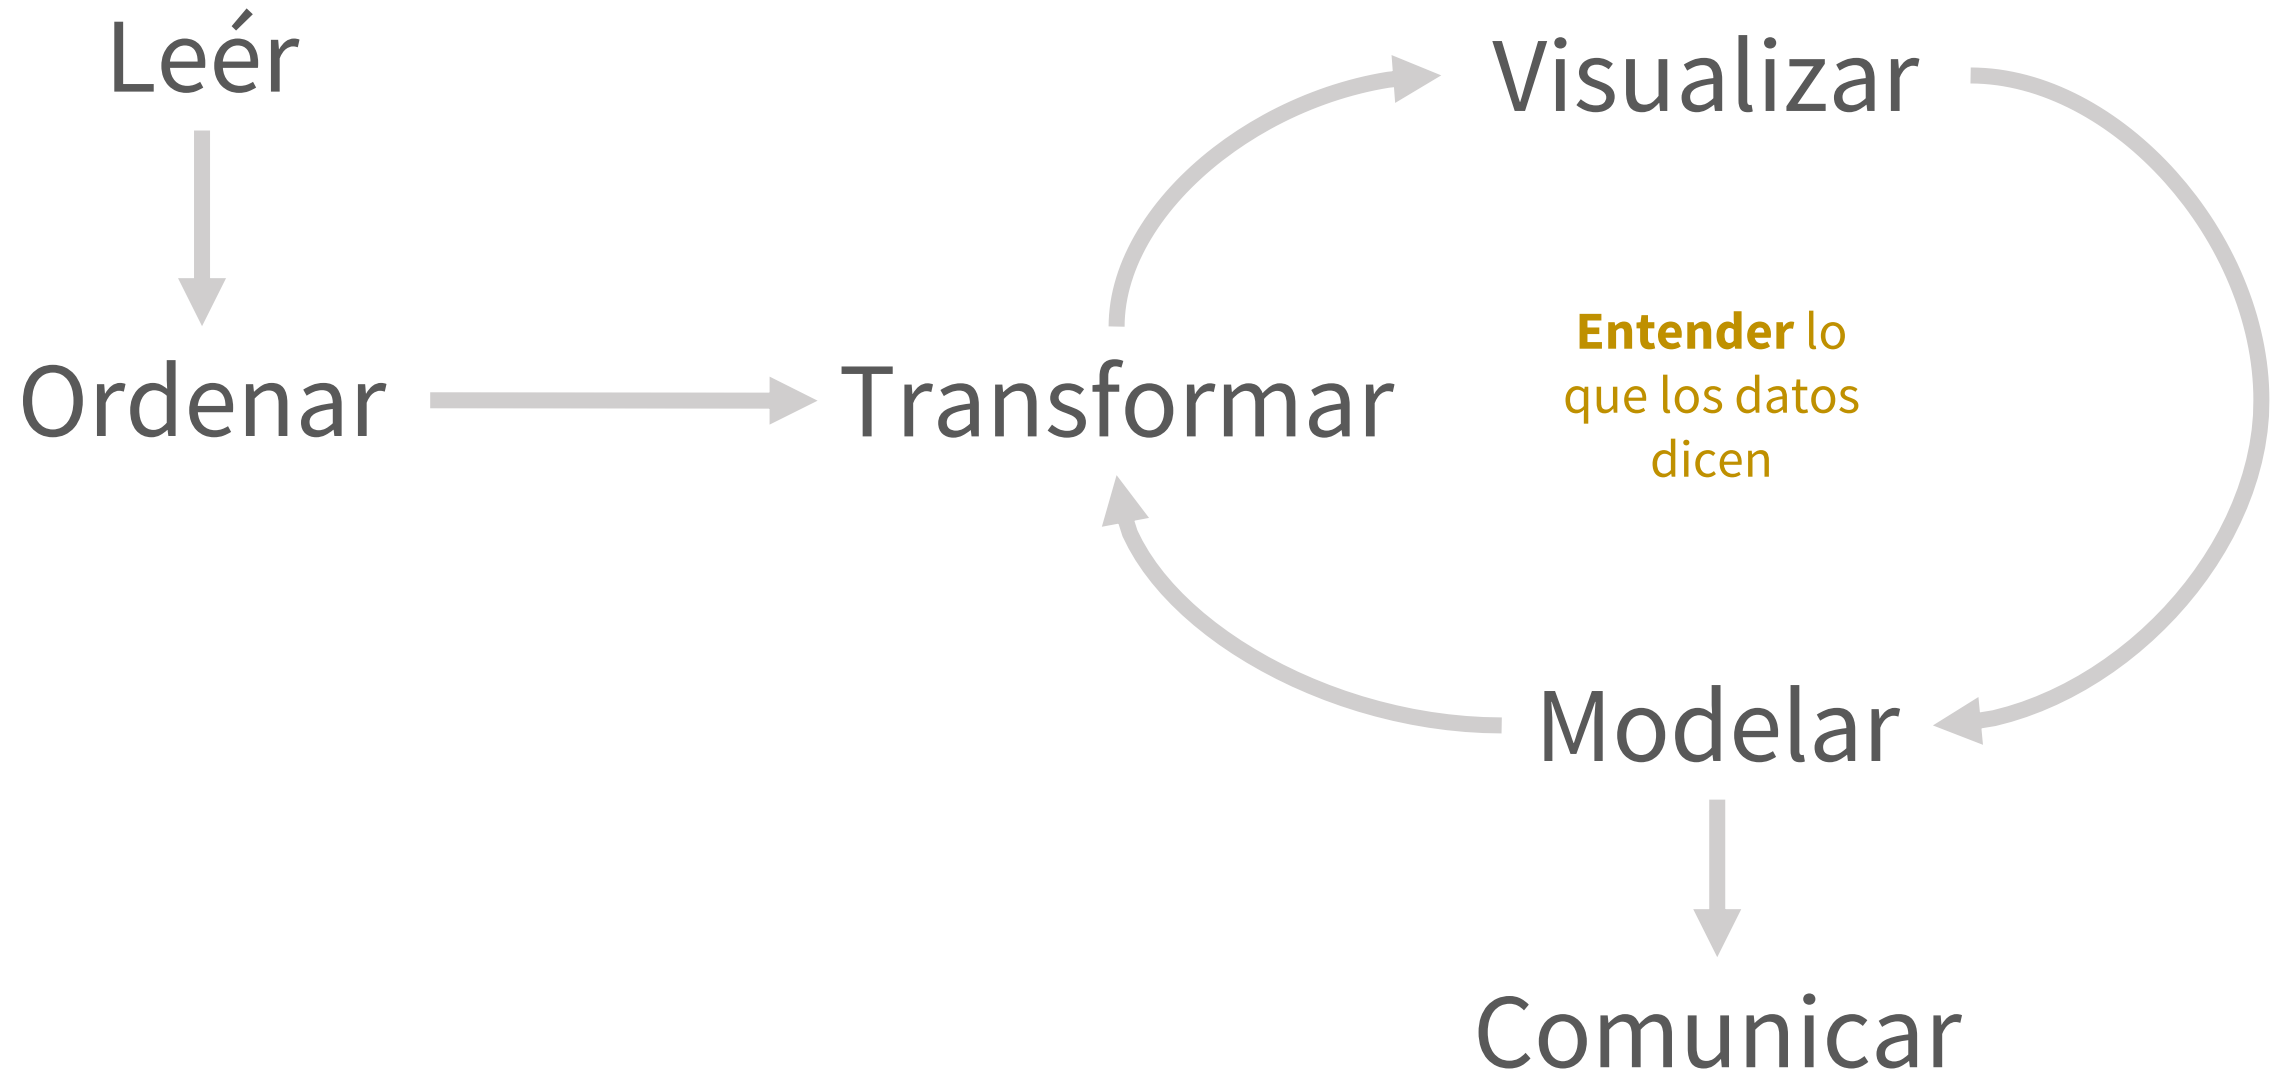 Leér
Visualizar
Ordenar
Transformar
Entender lo
que los datos
dicen
Modelar
Comunicar